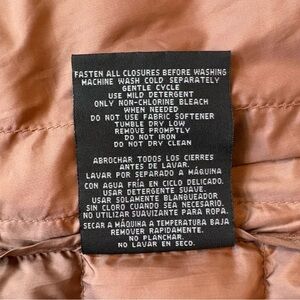 FASTEN ALL CLOSURES BEFORE WASHING
MACHINE WASH COLD SEPARATELY
GENTLE CYCLE
USE MILD DETERGENT
ONLY NON-CHLORINE BLEACH
WHEN NEEDED
DO NOT USE FABRIC SOFTENER
TUMBLE DRY LOW
REMOVE PROMPTLY
DO NOT IRON
DO NOT DRY CLEAN
ABROCHAR TODOS LOS CIERRES
ANTES DE LAVAR.
LAVAR POR SEPARADO A MÁQUINA
CON AGUA FRÍA EN CICLO DELICADO.
USAR DETERGENTE SUAVE.
USAR SOLAMENTE BLANQUEADOR
SIN CLORO CUANDO SEA NECESARIO.
NO UTILIZAR SUAVIZANTE PARA ROPA.
SECAR A MÁQUINA A TEMPERATURA BAJA
REMOVER RAPIDAMENTE.
NO PLANCHAR.
NO LAVAR EN SECO.